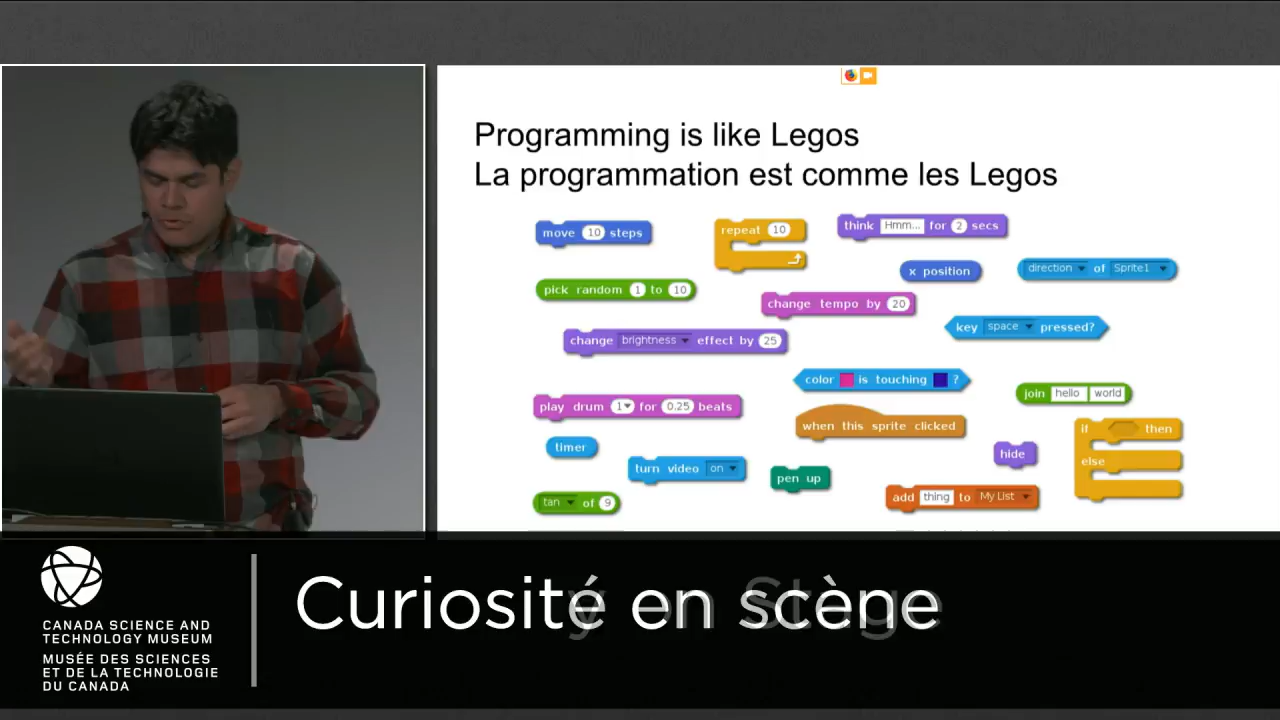 Programming is like Legos
La programmation est comme les Legos
move 10 steps
repeat 10
think Hmm... for 2 secs
x position
direction of Sprite1
pick random 1 to 10
change tempo by 20
key space pressed?
change brightness effect by 25
color is touching ?
join hello world
play drum 1 for 0.25 beats
when this sprite clicked
if then
else
timer
hide
turn video on
pen up
add thing to My List
tan of 9
CANADA SCIENCE AND
TECHNOLOGY MUSEUM
MUSÉE DES SCIENCES
ET DE LA TECHNOLOGIE
DU CANADA
Curiosité en scène